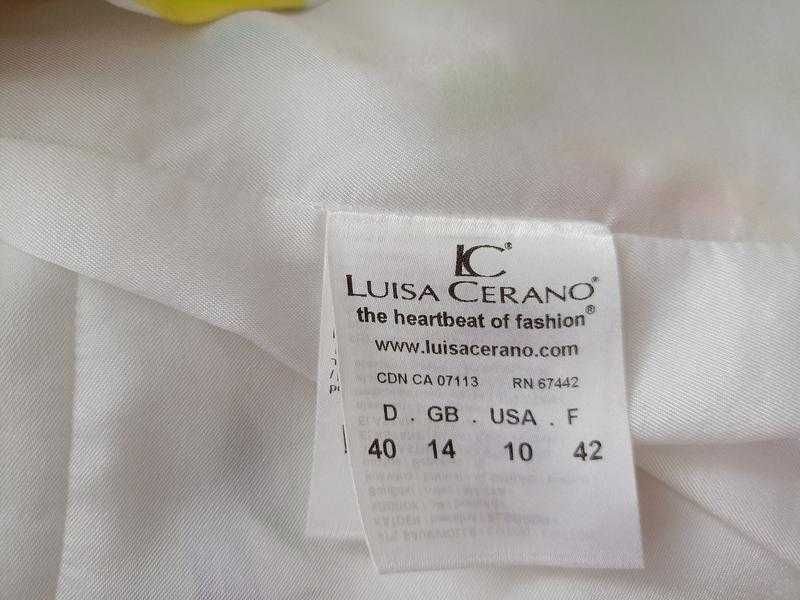 LC®
LUISA CERANO®
the heartbeat of fashion®
www.luisacerano.com
CDN CA 07113 RN 67442
D . GB . USA . F
40 14 10 42